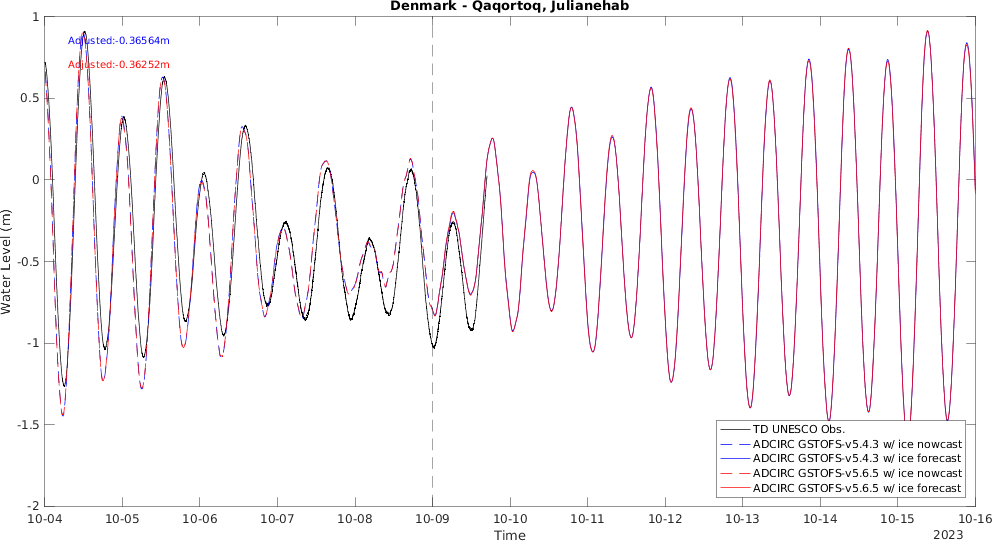 Denmark - Qaqortoq, Julianehab
Adjusted:-0.36564m
Adjusted:-0.36252m
Water Level (m)
1
0.5
0
-0.5
-1
-1.5
-2
TD UNESCO Obs.
ADCIRC GSTOFS-v5.4.3 w/ ice nowcast
ADCIRC GSTOFS-v5.4.3 w/ ice forecast
ADCIRC GSTOFS-v5.6.5 w/ ice nowcast
ADCIRC GSTOFS-v5.6.5 w/ ice forecast
10-04 10-05 10-06 10-07 10-08 10-09 10-10 10-11 10-12 10-13 10-14 10-15 10-16
Time
2023